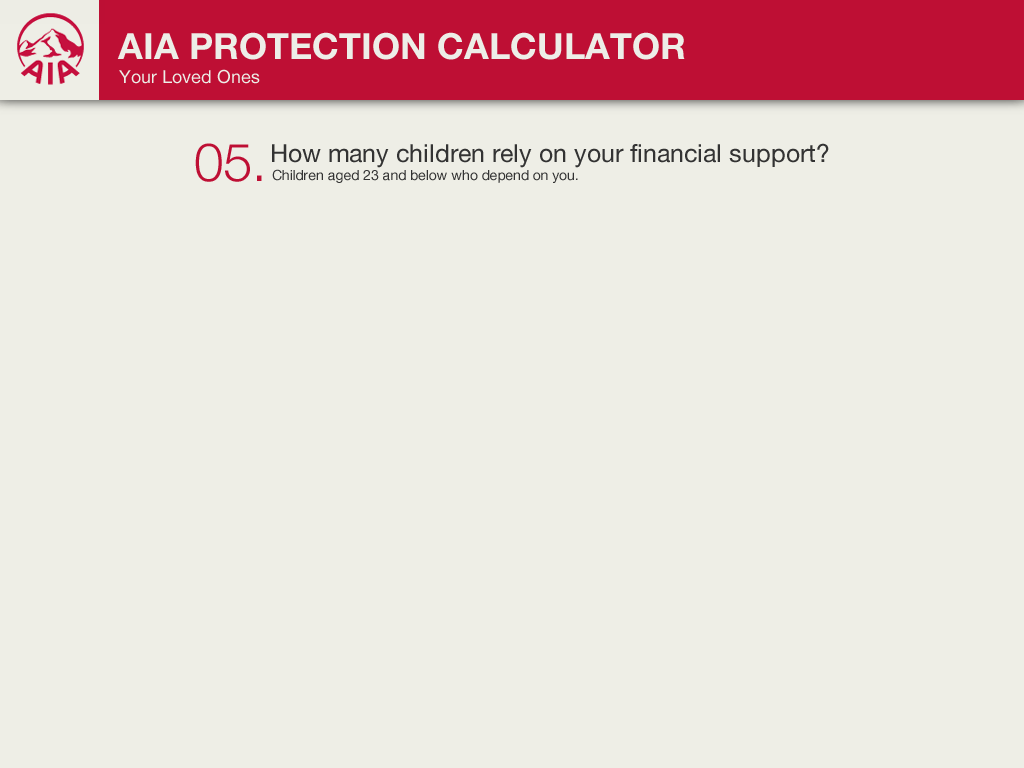 AIA
AIA PROTECTION CALCULATOR
Your Loved Ones
05. How many children rely on your financial support?
Children aged 23 and below who depend on you.